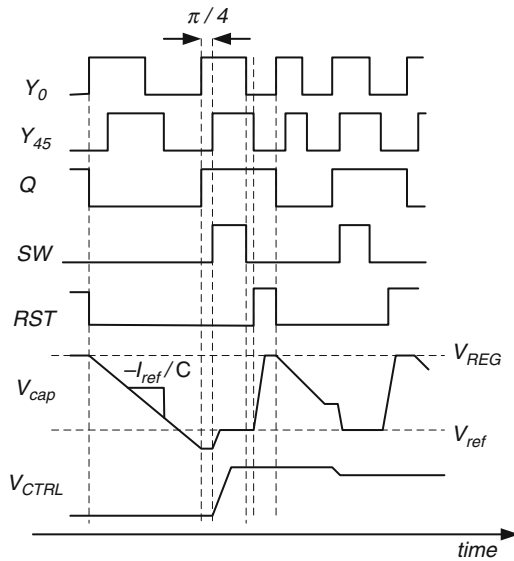 π / 4
Y0
Y45
Q
SW
RST
–Iref / C
VREG
Vcap
Vref
VCTRL
time